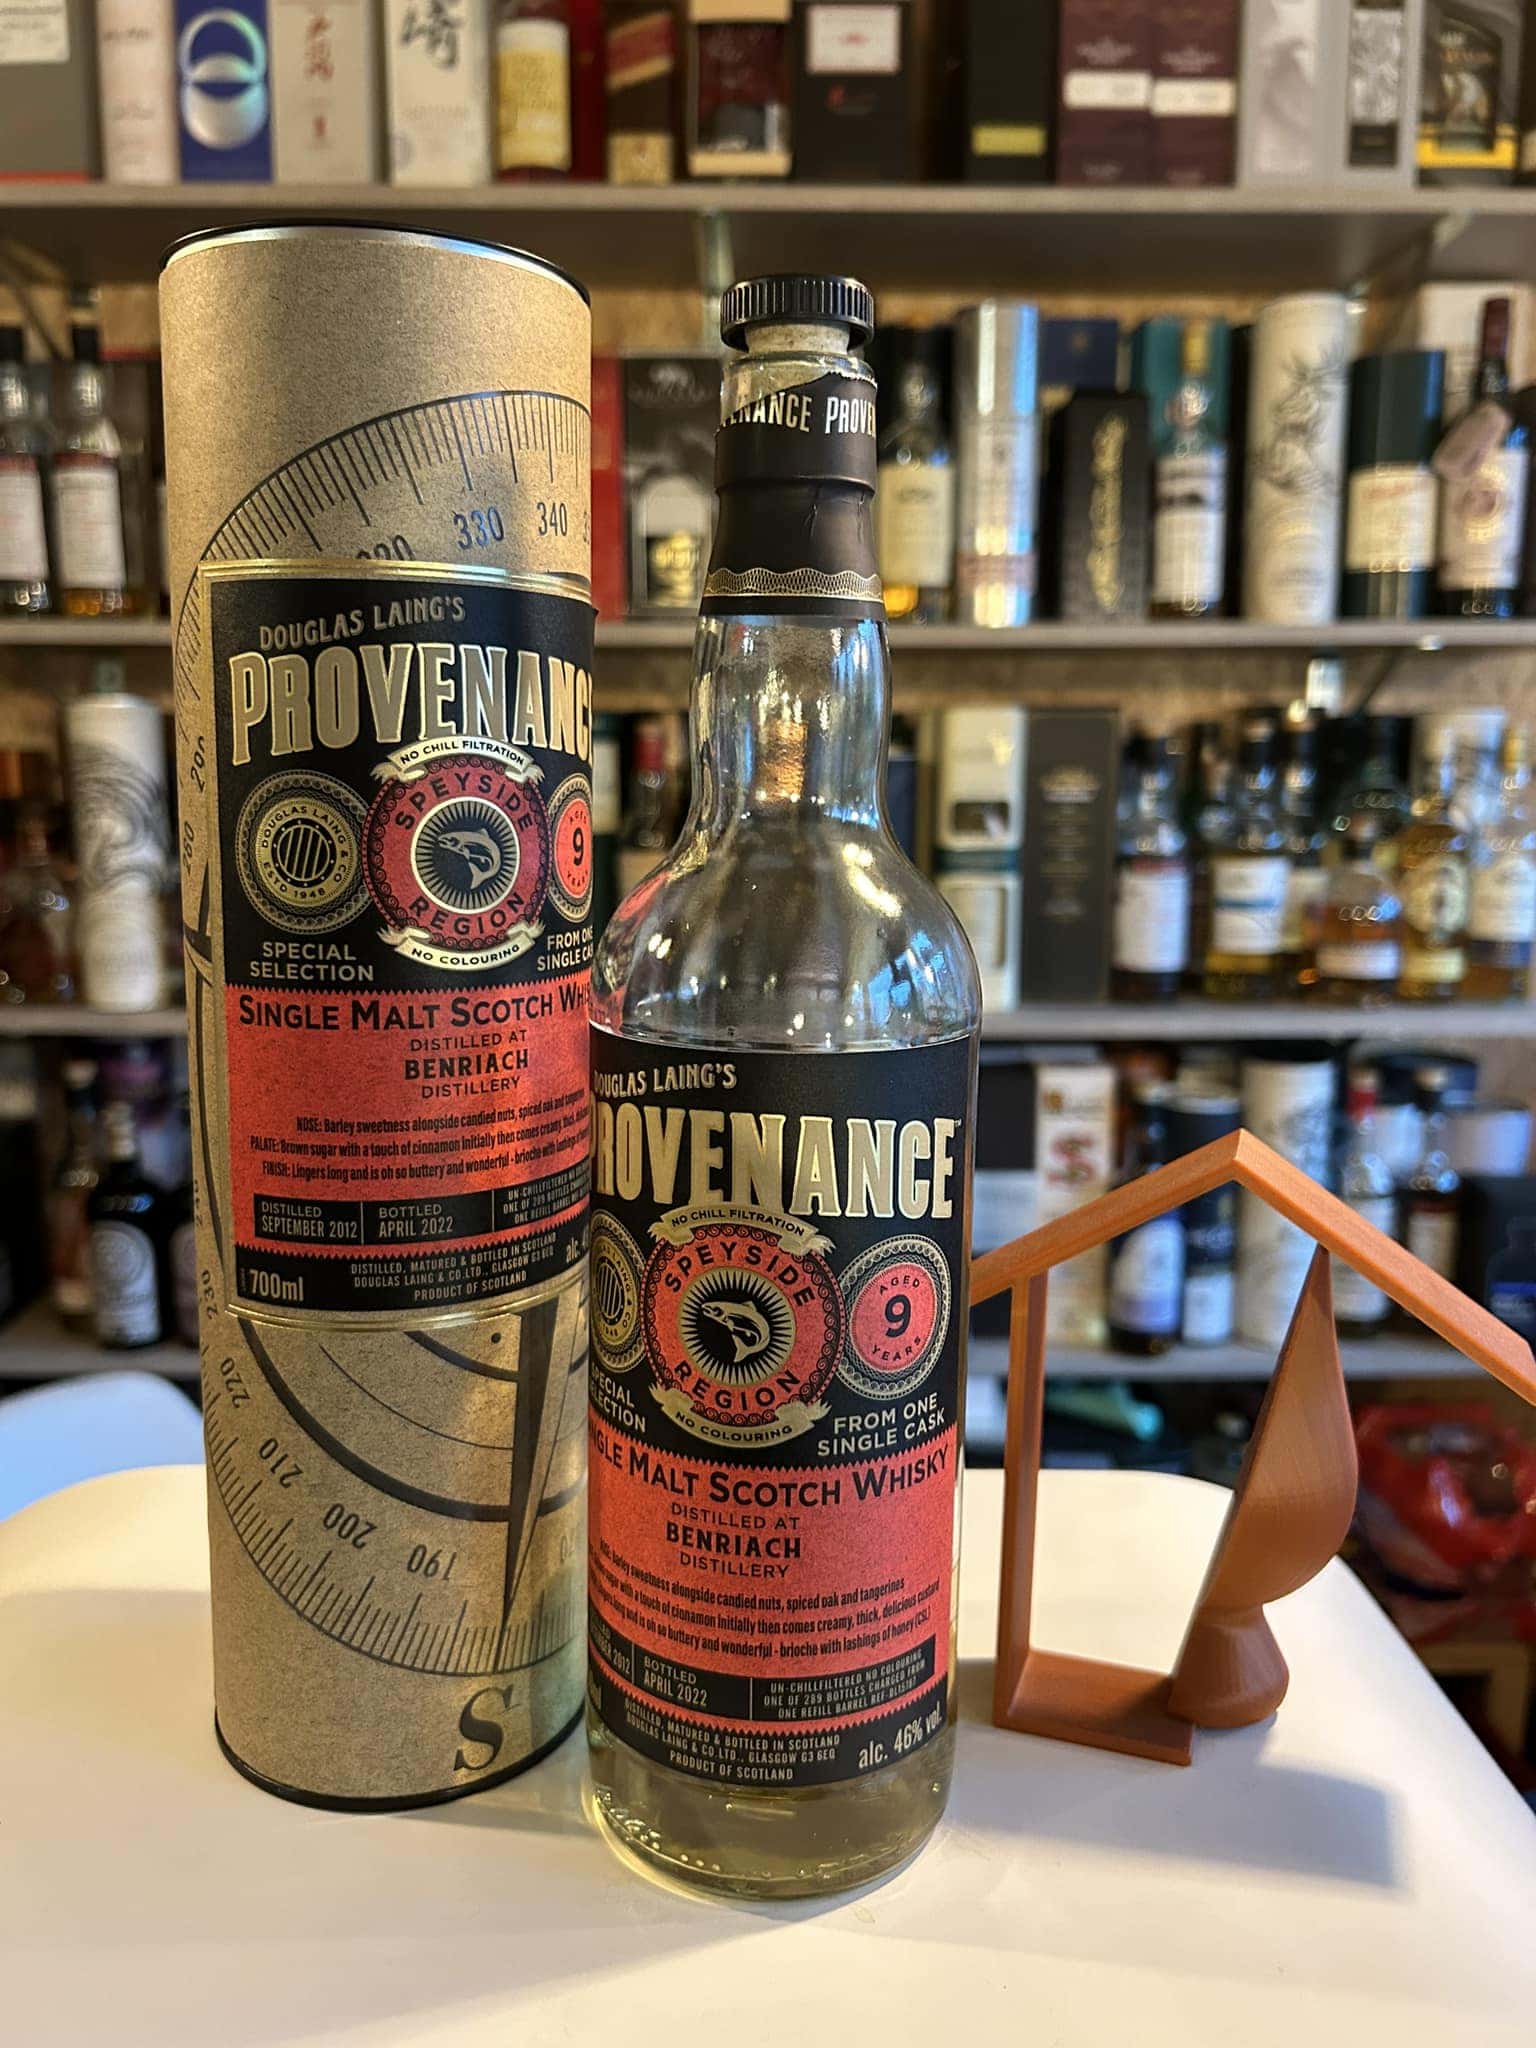 330
340
DOUGLAS LAING'S
PROVENANCE
NO CHILL FILTRATION
SPEYSIDE
REGION
NO COLOURING
DOUGLAS LAING & CO
ESTD 1948
AGED
9
YEARS
SPECIAL
SELECTION
FROM ONE
SINGLE
SINGLE MALT SCOTCH
DISTILLED AT
BENRIACH
DISTILLERY
NOSE: Barley sweetness alongside candied nuts, spiced oak and tangerines
PALATE: Brown sugar with a touch of cinnamon initially then comes creamy, thick,
FINISH: Lingers long and is oh so buttery and wonderful - brioche with lashings of
DISTILLED
SEPTEMBER 2012
BOTTLED
APRIL 2022
UN-CHILLFILTERED NO
ONE OF 289 BOTTLES
ONE REFILL BARREL
700ml
DISTILLED, MATURED & BOTTLED IN SCOTLAND
DOUGLAS LAING & CO.LTD., GLASGOW G3 6EQ
PRODUCT OF SCOTLAND
alc.
260
230
220
210
200
190
S
PROVENANCE
DOUGLAS LAING'S
PROVENANCE™
NO CHILL FILTRATION
SPEYSIDE
REGION
NO COLOURING
AGED
9
YEARS
SPECIAL
SELECTION
FROM ONE
SINGLE CASK
SINGLE MALT SCOTCH WHISKY
DISTILLED AT
BENRIACH
DISTILLERY
NOSE: Barley sweetness alongside candied nuts, spiced oak and tangerines
sugar with a touch of cinnamon initially then comes creamy, thick, delicious custard
long and is oh so buttery and wonderful - brioche with lashings of honey (CSL)
2012
BOTTLED
APRIL 2022
UN-CHILLFILTERED NO COLOURING
ONE OF 289 BOTTLES CHARGED FROM
ONE REFILL BARREL REF DL15787
DISTILLED, MATURED & BOTTLED IN SCOTLAND
DOUGLAS LAING & CO.LTD., GLASGOW G3 6EQ
PRODUCT OF SCOTLAND
alc. 46% vol.